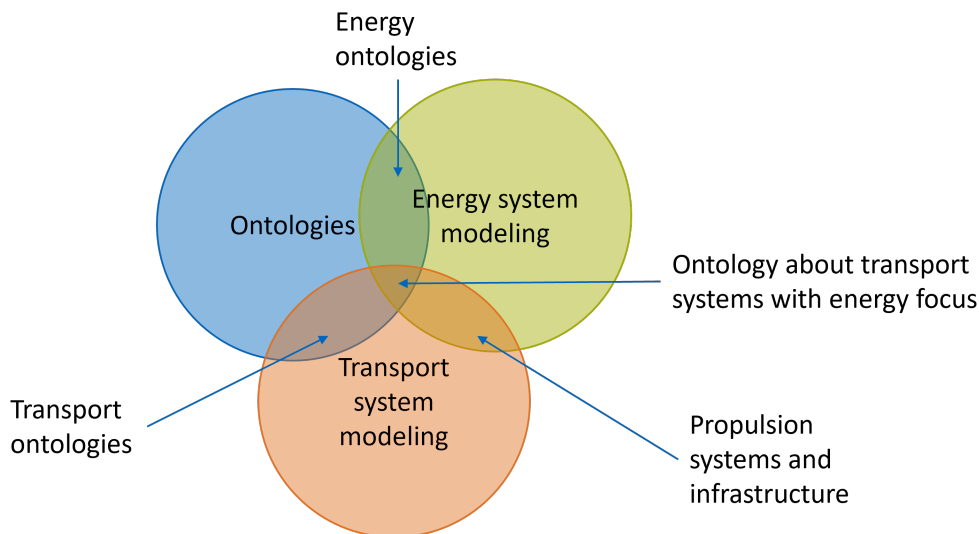 Energy
ontologies
Ontologies
Energy system
modeling
Ontology about transport
systems with energy focus
Transport
system
modeling
Transport
ontologies
Propulsion
systems and
infrastructure